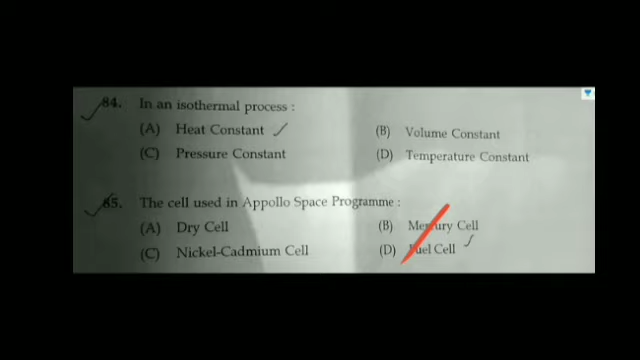 84. In an isothermal process :
(A) Heat Constant (B) Volume Constant
(C) Pressure Constant (D) Temperature Constant
85. The cell used in Appollo Space Programme :
(A) Dry Cell (B) Mercury Cell
(C) Nickel-Cadmium Cell (D) Fuel Cell